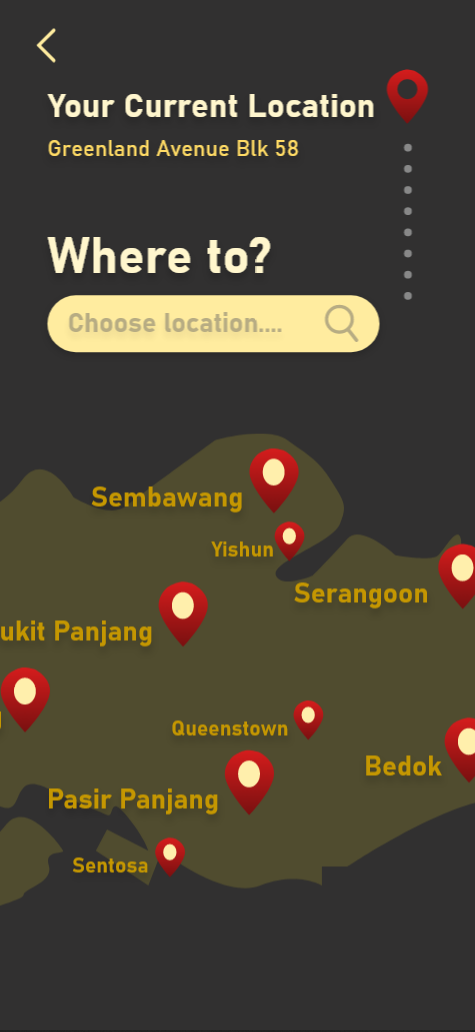 Your Current Location
Greenland Avenue Blk 58
Where to?
Choose location....
Sembawang
Yishun
Serangoon
ukit Panjang
Queenstown
Bedok
Pasir Panjang
Sentosa